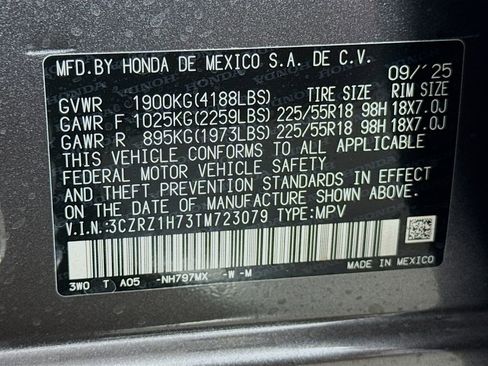 MFD.BY HONDA DE MEXICO S.A. DE C.V.
09/'25
GVWR 1900KG(4188LBS) TIRE SIZE RIM SIZE
GAWR F 1025KG(2259LBS) 225/55R18 98H 18X7.0J
GAWR R 895KG(1973LBS) 225/55R18 98H 18X7.0J
THIS VEHICLE CONFORMS TO ALL APPLICABLE
FEDERAL MOTOR VEHICLE SAFETY
AND THEFT PREVENTION STANDARDS IN EFFECT
ON THE DATE OF MANUFACTURE SHOWN ABOVE.
V.I.N.:3CZRZ1H73TM723079 TYPE:MPV
3W0 T A05 -NH797MX -W -M
MADE IN MEXICO